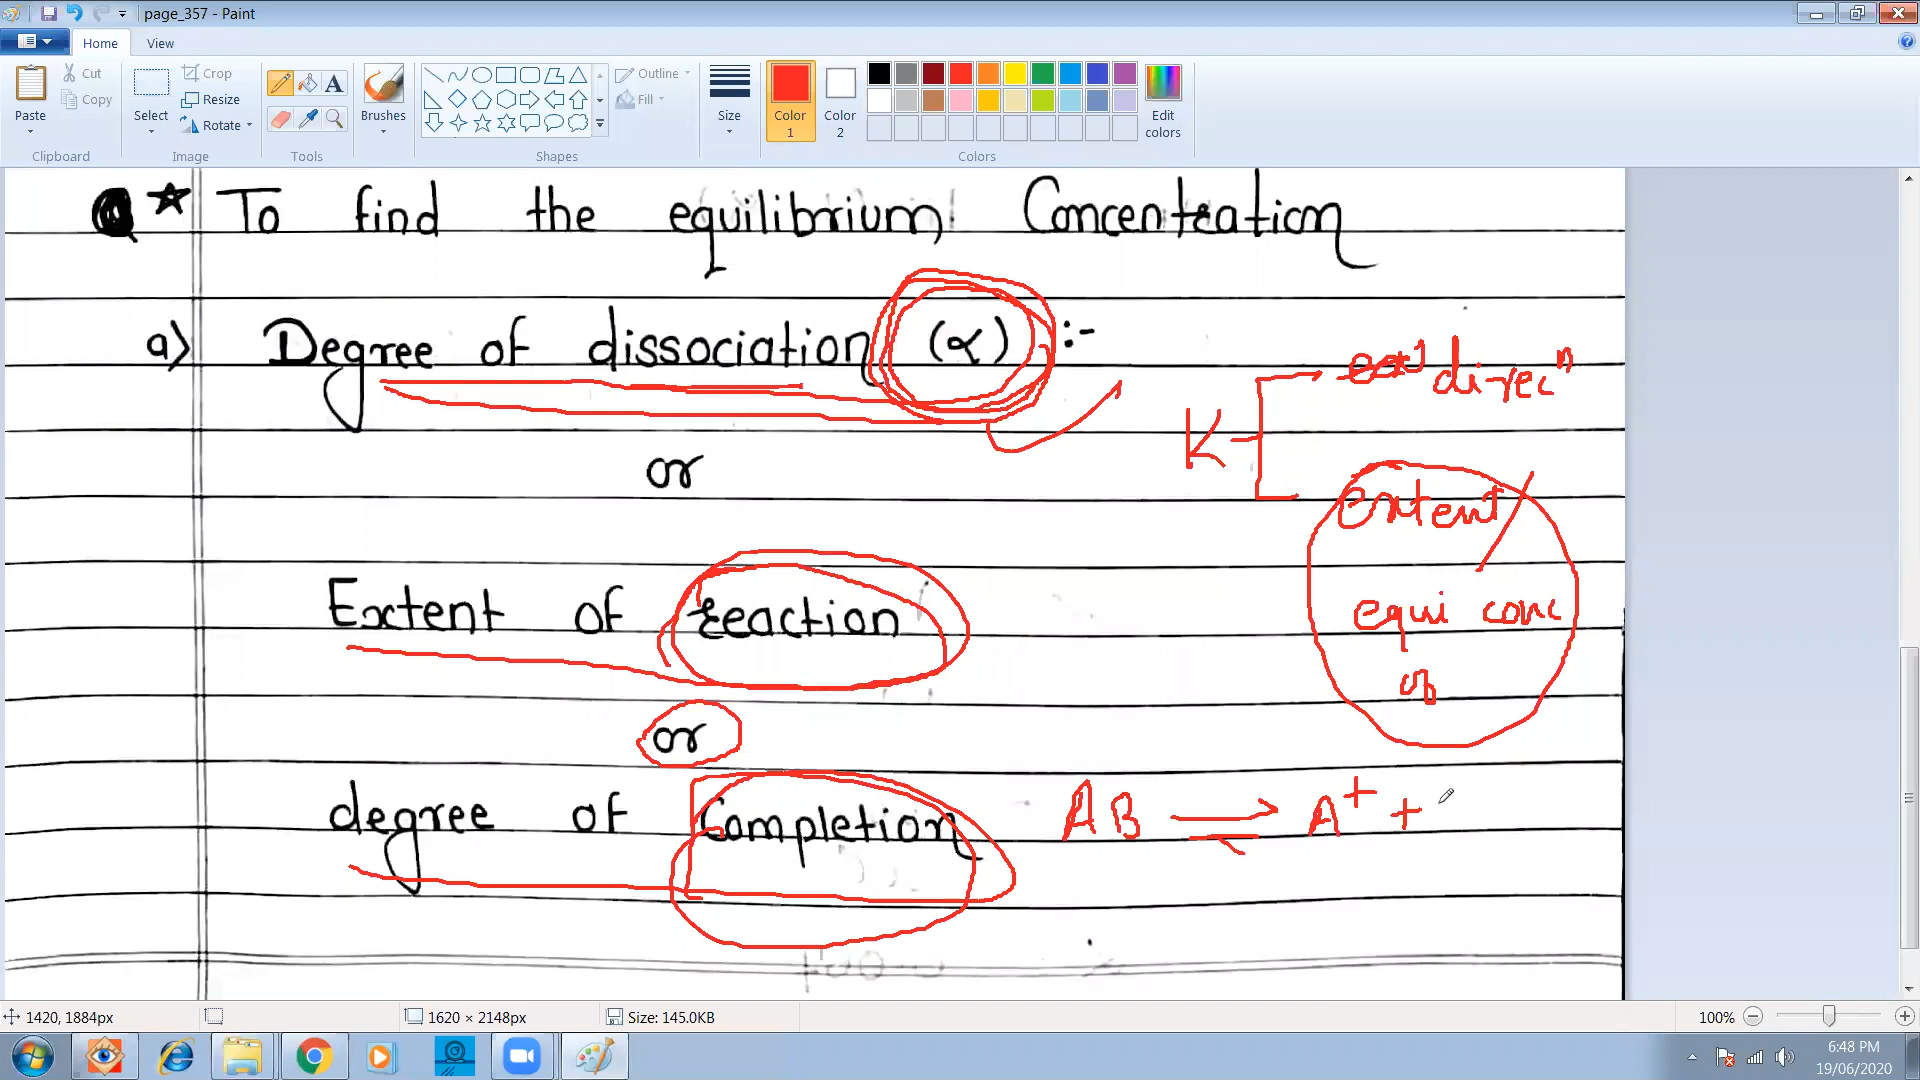 page_357 - Paint
Home View
Paste Cut Copy Select Crop Resize Rotate Brushes Outline Fill Size Color 1 Color 2 Edit colors
Clipboard Image Tools Shapes Colors
To find the equilibrium Concentration
a) Degree of dissociation (α) :-
direcⁿ
K
or
extent
Extent of reaction
equi conc
of
or
degree of Completion
AB ⇌ A⁺ +
1420, 1884px 1620 × 2148px Size: 145.0KB 100%
6:48 PM
19/06/2020